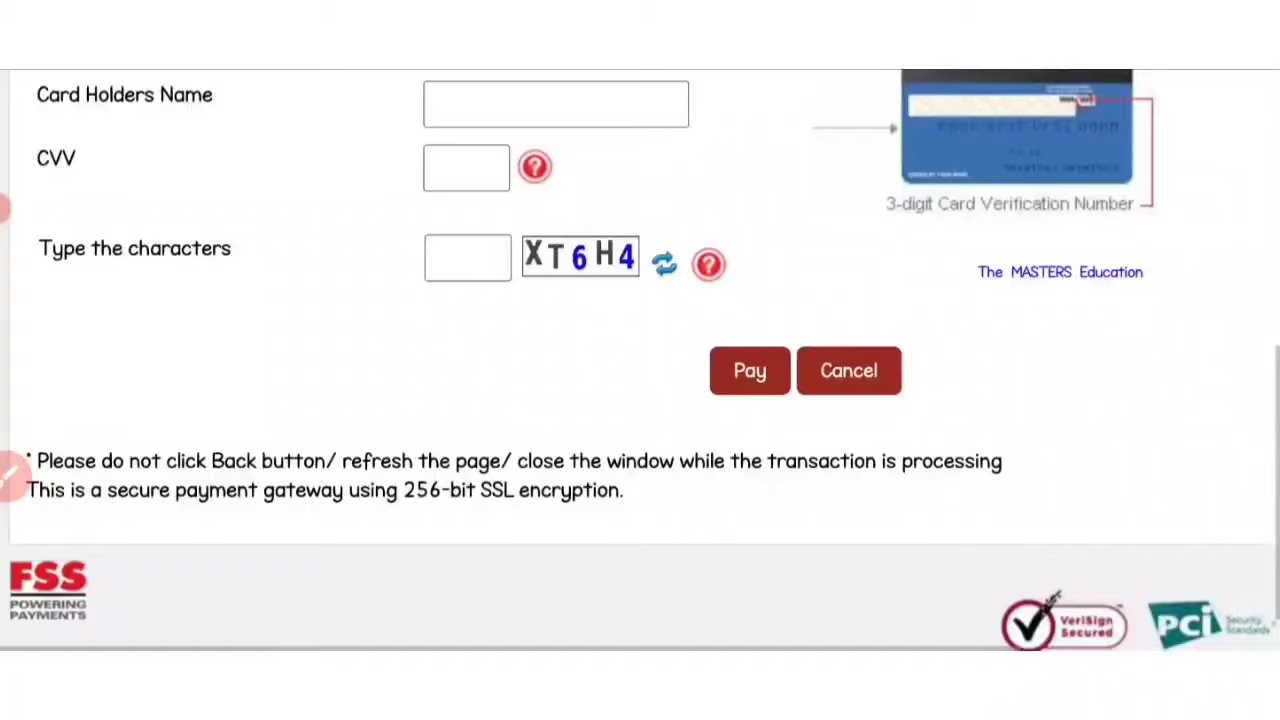 Card Holders Name
CVV
3-digit Card Verification Number
Type the characters
XT6H4
The MASTERS Education
Pay
Cancel
* Please do not click Back button/ refresh the page/ close the window while the transaction is processing
This is a secure payment gateway using 256-bit SSL encryption.
FSS
POWERING
PAYMENTS
VeriSign
Secured
PCI
Security
Standards